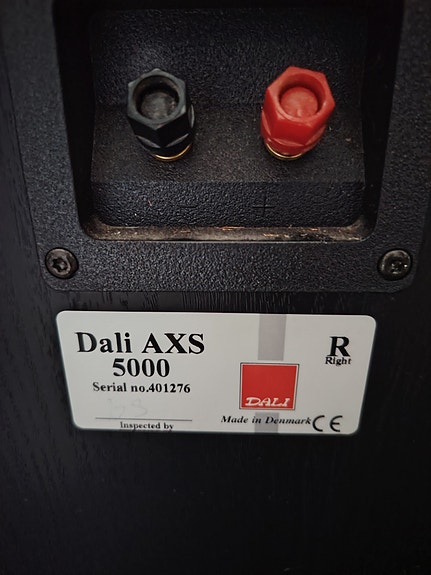 - +
Dali AXS
5000
Serial no.401276
Inspected by
DALI
Made in Denmark CE
R
Right